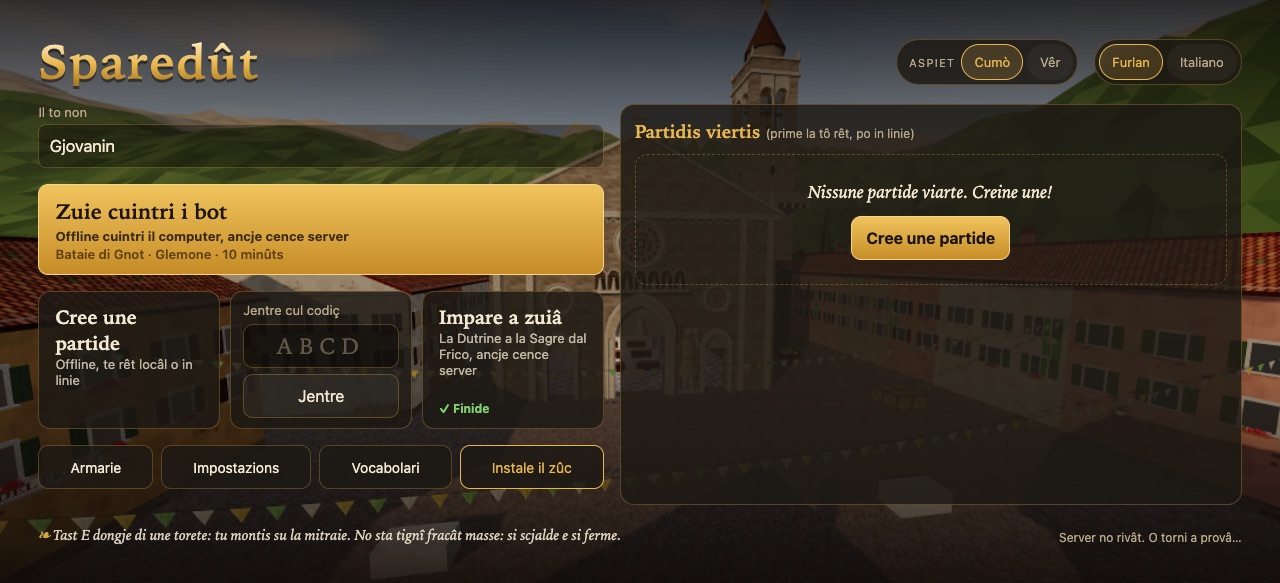 Sparedût
ASPIET Cumò Vêr Furlan Italiano
Il to non
Gjovanin
Zuie cuintri i bot
Offline cuintri il computer, ancje cence server
Bataie di Gnot · Glemone · 10 minûts
Cree une
partide
Offline, te rêt locâl o in
linie
Jentre cul codiç
ABCD
Jentre
Impare a zuiâ
La Dutrine a la Sagre dal
Frico, ancje cence
server
✓ Finide
Armarie Impostazions Vocabolari Instale il zûc
Partidis viertis (prime la tô rêt, po in linie)
Nissune partide viarte. Creine une!
Cree une partide
❧ Tast E dongje di une torete: tu montis su la mitraie. No sta tignî fracât masse: si scjalde e si ferme.
Server no rivât. O torni a provâ…